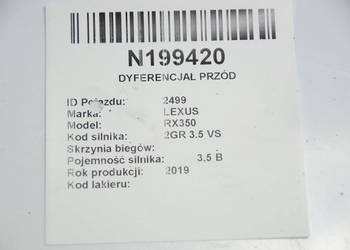 N199420
DYFERENCJAŁ PRZÓD
ID Pojazdu: 2499
Marka: LEXUS
Model: RX350
Kod silnika: 2GR 3.5 VS
Skrzynia biegów:
Pojemność silnika: 3,5 B
Rok produkcji: 2019
Kod lakieru: